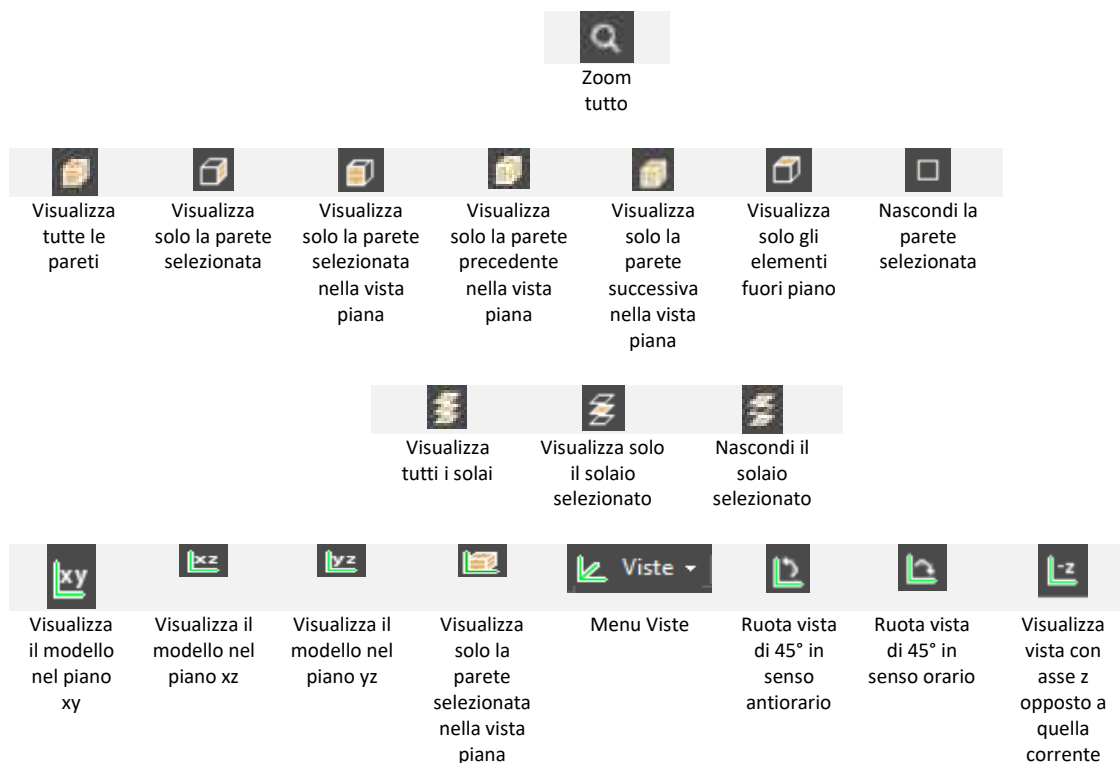 Zoom
tutto
Visualizza
tutte le
pareti
Visualizza
solo la parete
selezionata
Visualizza
solo la parete
selezionata
nella vista
piana
Visualizza
solo la parete
precedente
nella vista
piana
Visualizza
solo la
parete
successiva
nella vista
piana
Visualizza
solo gli
elementi
fuori piano
Nascondi la
parete
selezionata
Visualizza
tutti i solai
Visualizza solo
il solaio
selezionato
Nascondi il
solaio
selezionato
xy
Visualizza
il modello
nel piano
xy
xz
Visualizza il
modello nel
piano xz
yz
Visualizza il
modello nel
piano yz
Visualizza
solo la
parete
selezionata
nella vista
piana
Viste
Menu Viste
Ruota vista
di 45° in
senso
antiorario
Ruota vista
di 45° in
senso orario
-z
Visualizza
vista con
asse z
opposto a
quella
corrente